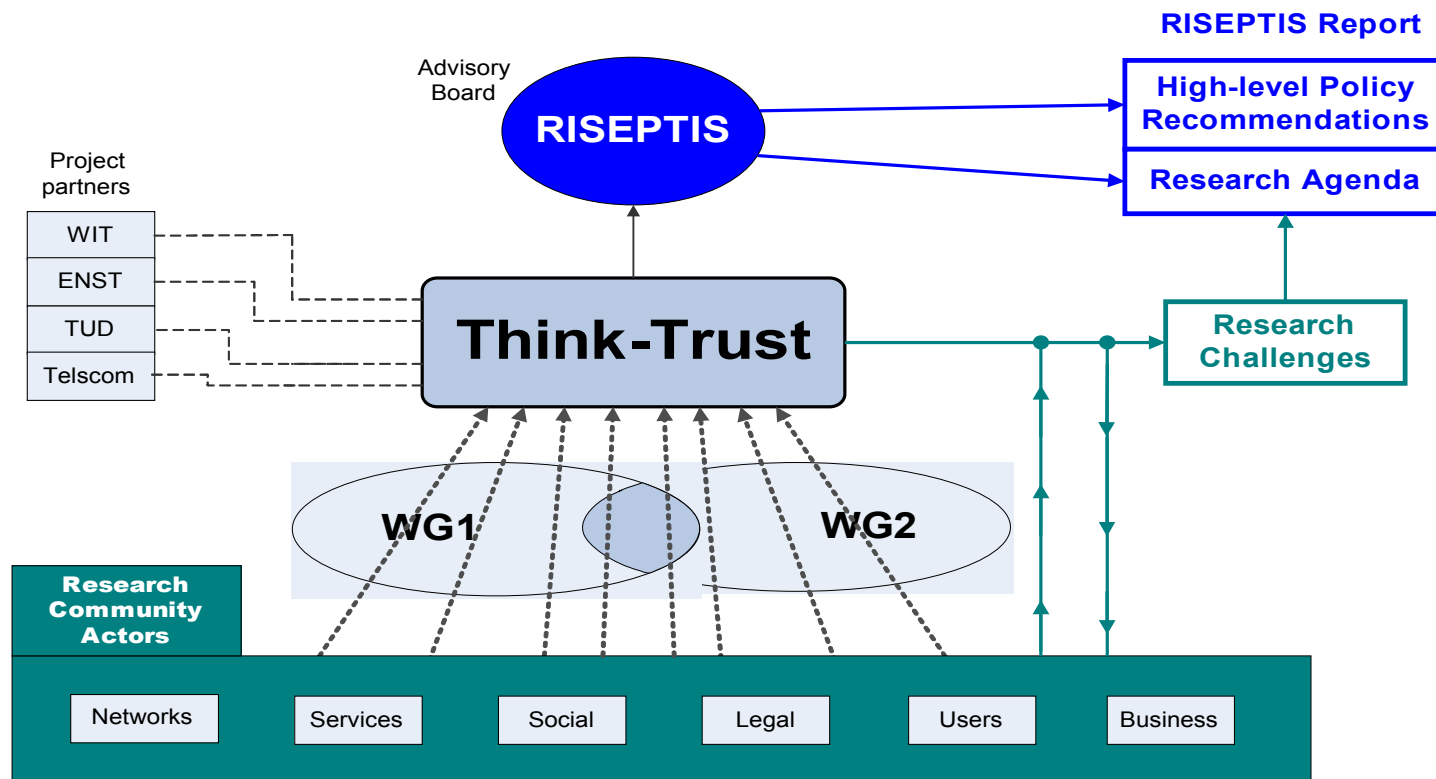 RISEPTIS Report
Advisory
Board
RISEPTIS
High-level Policy
Recommendations
Research Agenda
Project
partners
WIT
ENST
TUD
Telscom
Think-Trust
Research
Challenges
WG1
WG2
Research
Community
Actors
Networks
Services
Social
Legal
Users
Business